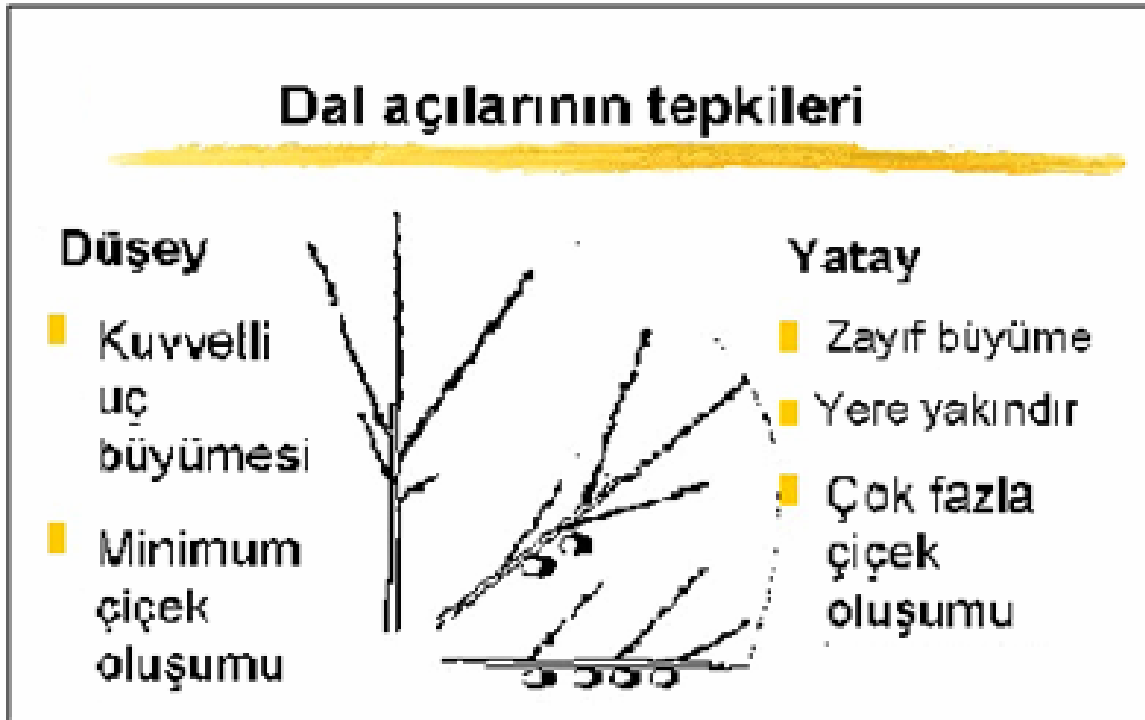 Dal açılarının tepkileri
Düşey
Kuvvetli
uç
büyümesi
Minimum
çiçek
oluşumu
Yatay
Zayıf büyüme
Yere yakındır
Çok fazla
çiçek
oluşumu